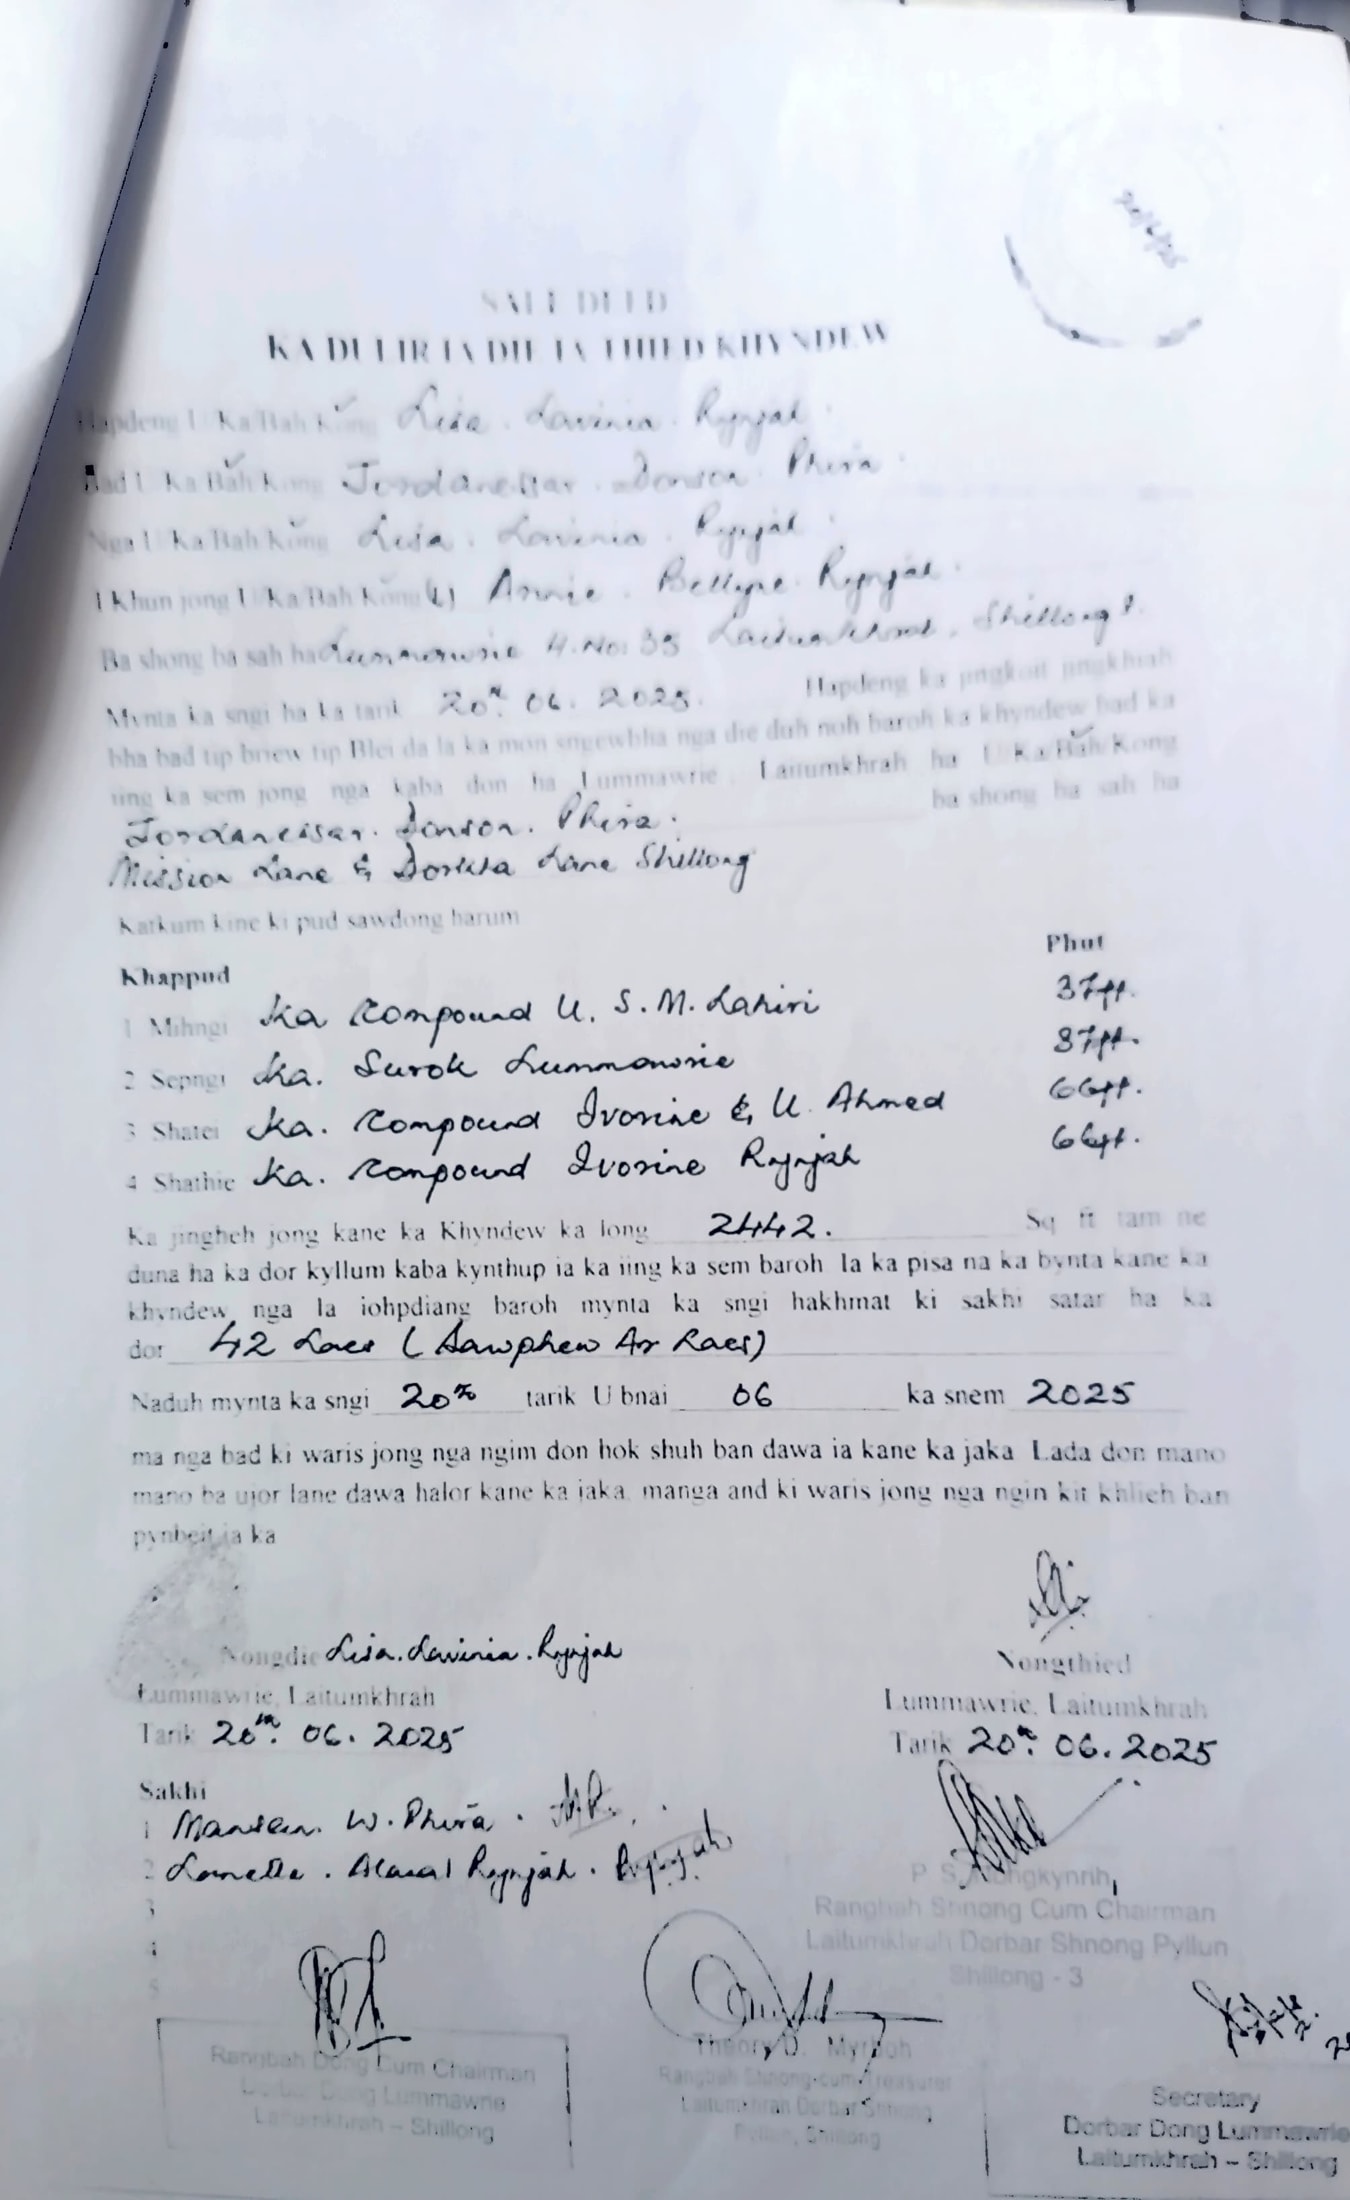 SALE DEED
KA DULIR IA DIE IA THIED KHYNDEW
Hapdeng U/Ka/Bah/Kong Lisa. Lavinia. Rynjah.
Bad U/Ka/Bah/Kong Jordaneissar. Donson. Phira.
Nga U/Ka/Bah/Kong Lisa. Lavinia. Rynjah.
I Khun jong U/Ka/Bah/Kong (L) Annie. Bellyne. Rynjah.
Ba shong ba sah ha Lummawrie H.No. 35 Laitumkhrah, Shillong
Mynta ka sngi ha ka tarik 20th. 06. 2025. Hapdeng ka jingkoit jingkhiah
bha bad tip briew tip Blei da la ka mon sngewbha nga die duh noh baroh ka khyndew bad ka
iing ka sem jong nga kaba don ha Lummawrie, Laitumkhrah ha U/Ka/Bah/Kong
Jordaneissar. Donson. Phira. ba shong ba sah ha
Mission Lane & Lane Shillong
Katkum kine ki pud sawdong harum
Khappud Phut
1 Mihngi Ka Compound U. S. M. Lahiri 37ft.
2 Sepngi Ka. Surok Lummawrie 37ft.
3 Shatei Ka. Compound Ivorine & U. Ahmed 66ft.
4 Shathie Ka. Compound Ivorine Rynjah 66ft.
Ka jingheh jong kane ka Khyndew ka long 2442. Sq ft tam ne
duna ha ka dor kyllum kaba kynthup ia ka iing ka sem baroh. Ia ka pisa na ka bynta kane ka
khyndew nga la iohpdiang baroh mynta ka sngi hakhmat ki sakhi satar ha ka
dor 42 Lacs (Sawphew Ar Lacs)
Naduh mynta ka sngi 20th tarik U bnai 06 ka snem 2025
ma nga bad ki waris jong nga ngim don hok shuh ban dawa ia kane ka jaka. Lada don mano
mano ba ujor lane dawa halor kane ka jaka, manga and ki waris jong nga ngin kit khlieh ban
pynbeit ia ka
Nongdie Lisa. Lavinia. Rynjah Nongthied
Lummawrie, Laitumkhrah Lummawrie, Laitumkhrah
Tarik 20th. 06. 2025 Tarik 20th. 06. 2025
Sakhi
1 W. Phira.
2 Rynjah. Rynjah
3
4
5
P. S. Nongkynrih,
Rangbah Shnong Cum Chairman
Laitumkhrah Dorbar Shnong Pyllun
Shillong - 3
Rangbah Dong Cum Chairman
Dorbar Dong Lummawrie
Laitumkhrah – Shillong
Theory D. Myrboh
Rangbah Shnong-cum-Treasurer
Laitumkhrah Dorbar Shnong
Pyllun, Shillong
Secretary
Dorbar Dong Lummawrie
Laitumkhrah – Shillong